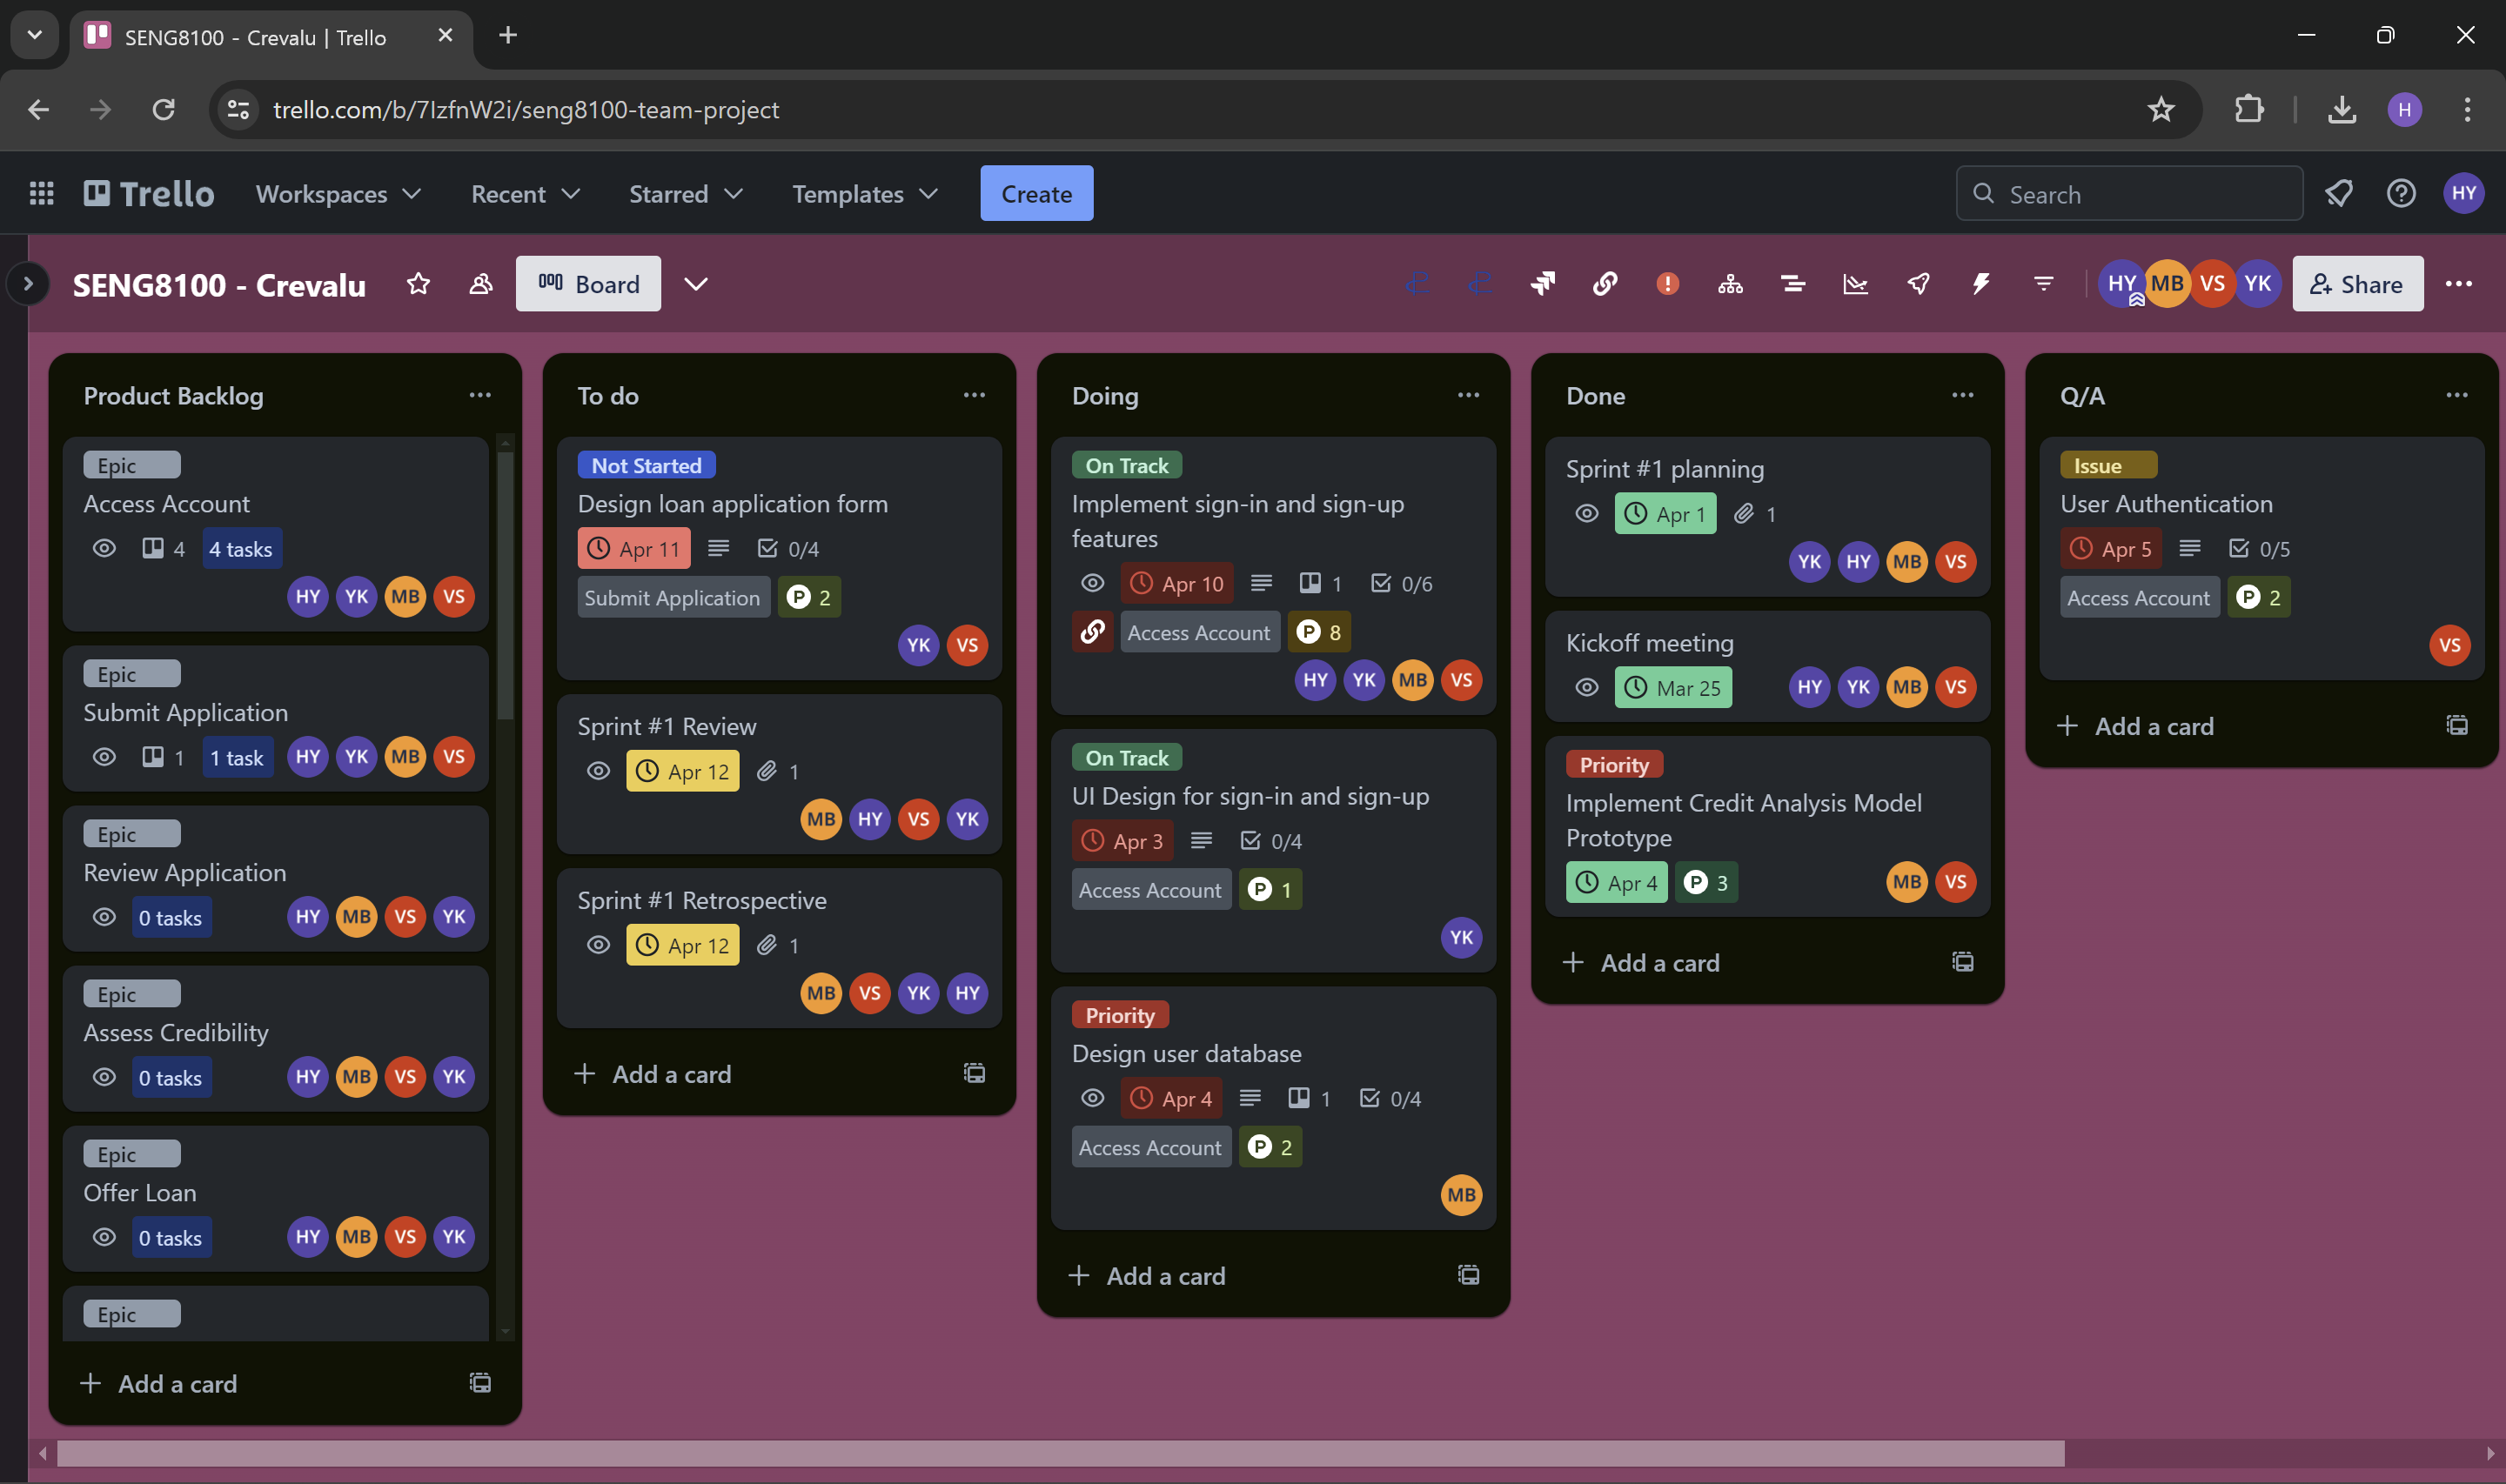 SENG8100 - Crevalu | Trello
trello.com/b/7IzfnW2i/seng8100-team-project
H
Trello
Workspaces
Recent
Starred
Templates
Create
Search
HY
SENG8100 - Crevalu
Board
HY
MB
VS
YK
Share
Product Backlog
Epic
Access Account
4
4 tasks
HY
YK
MB
VS
Epic
Submit Application
1
1 task
HY
YK
MB
VS
Epic
Review Application
0 tasks
HY
MB
VS
YK
Epic
Assess Credibility
0 tasks
HY
MB
VS
YK
Epic
Offer Loan
0 tasks
HY
MB
VS
YK
Epic
Add a card
To do
Not Started
Design loan application form
Apr 11
0/4
Submit Application
P 2
YK
VS
Sprint #1 Review
Apr 12
1
MB
HY
VS
YK
Sprint #1 Retrospective
Apr 12
1
MB
VS
YK
HY
Add a card
Doing
On Track
Implement sign-in and sign-up
features
Apr 10
1
0/6
Access Account
P 8
HY
YK
MB
VS
On Track
UI Design for sign-in and sign-up
Apr 3
0/4
Access Account
P 1
YK
Priority
Design user database
Apr 4
1
0/4
Access Account
P 2
MB
Add a card
Done
Sprint #1 planning
Apr 1
1
YK
HY
MB
VS
Kickoff meeting
Mar 25
HY
YK
MB
VS
Priority
Implement Credit Analysis Model
Prototype
Apr 4
P 3
MB
VS
Add a card
Q/A
Issue
User Authentication
Apr 5
0/5
Access Account
P 2
VS
Add a card